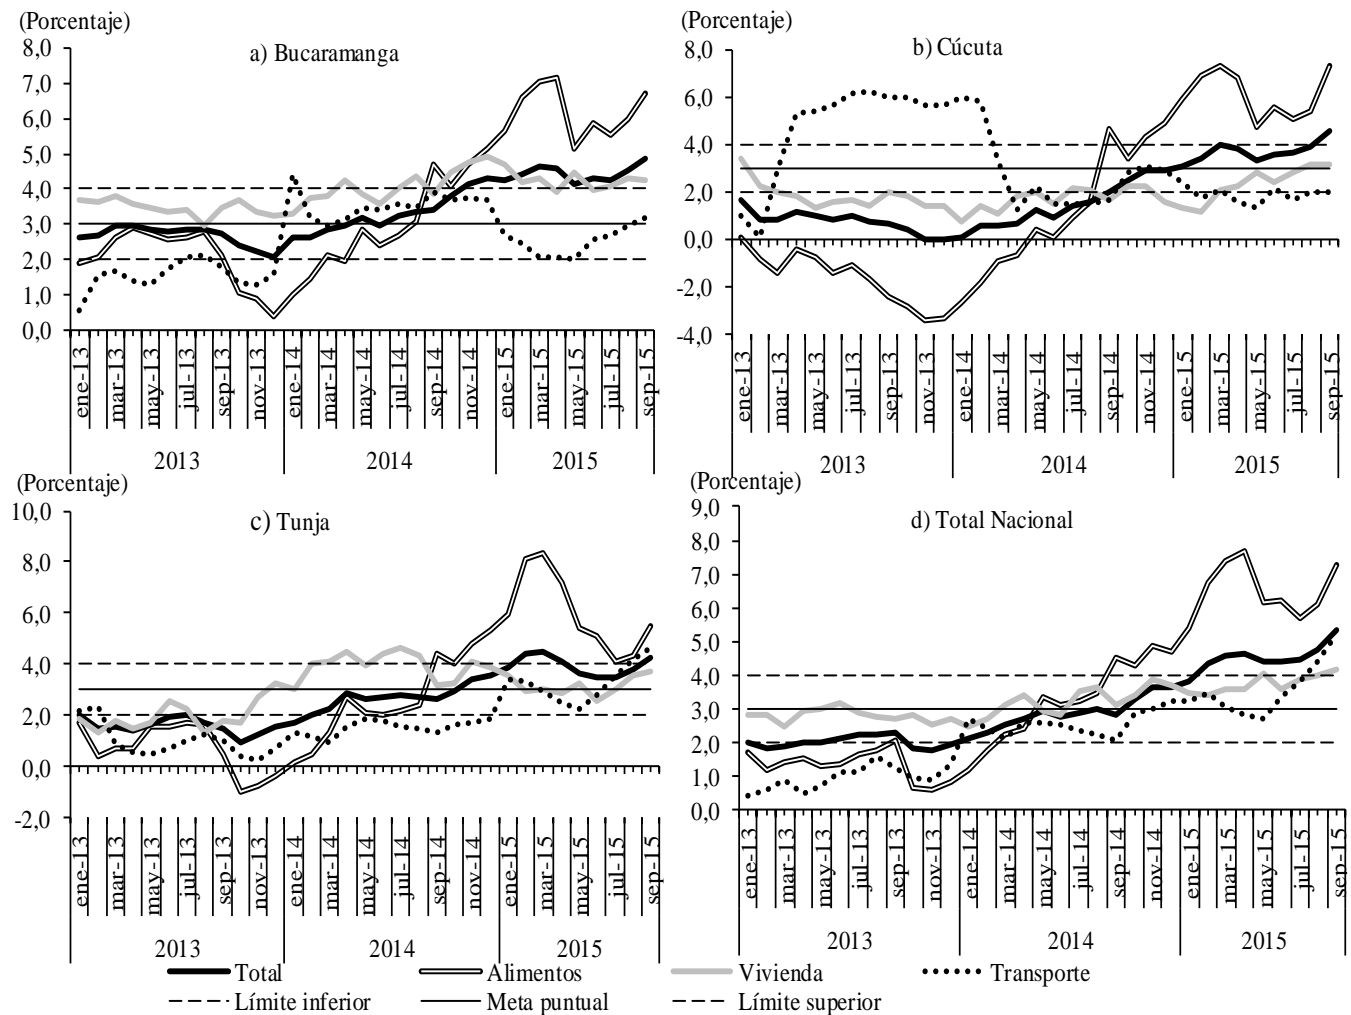 (Porcentaje)
a) Bucaramanga
8,0
7,0
6,0
5,0
4,0
3,0
2,0
1,0
0,0
ene-13
mar-13
may-13
jul-13
sep-13
nov-13
ene-14
mar-14
may-14
jul-14
sep-14
nov-14
ene-15
mar-15
may-15
jul-15
sep-15
2013 2014 2015
(Porcentaje)
b) Cúcuta
8,0
6,0
4,0
2,0
0,0
-2,0
-4,0
ene-13
mar-13
may-13
jul-13
sep-13
nov-13
ene-14
mar-14
may-14
jul-14
sep-14
nov-14
ene-15
mar-15
may-15
jul-15
sep-15
2013 2014 2015
(Porcentaje)
c) Tunja
10,0
8,0
6,0
4,0
2,0
0,0
-2,0
ene-13
mar-13
may-13
jul-13
sep-13
nov-13
ene-14
mar-14
may-14
jul-14
sep-14
nov-14
ene-15
mar-15
may-15
jul-15
sep-15
2013 2014 2015
(Porcentaje)
d) Total Nacional
9,0
8,0
7,0
6,0
5,0
4,0
3,0
2,0
1,0
0,0
ene-13
mar-13
may-13
jul-13
sep-13
nov-13
ene-14
mar-14
may-14
jul-14
sep-14
nov-14
ene-15
mar-15
may-15
jul-15
sep-15
2013 2014 2015
Total Alimentos Vivienda Transporte
Límite inferior Meta puntual Límite superior